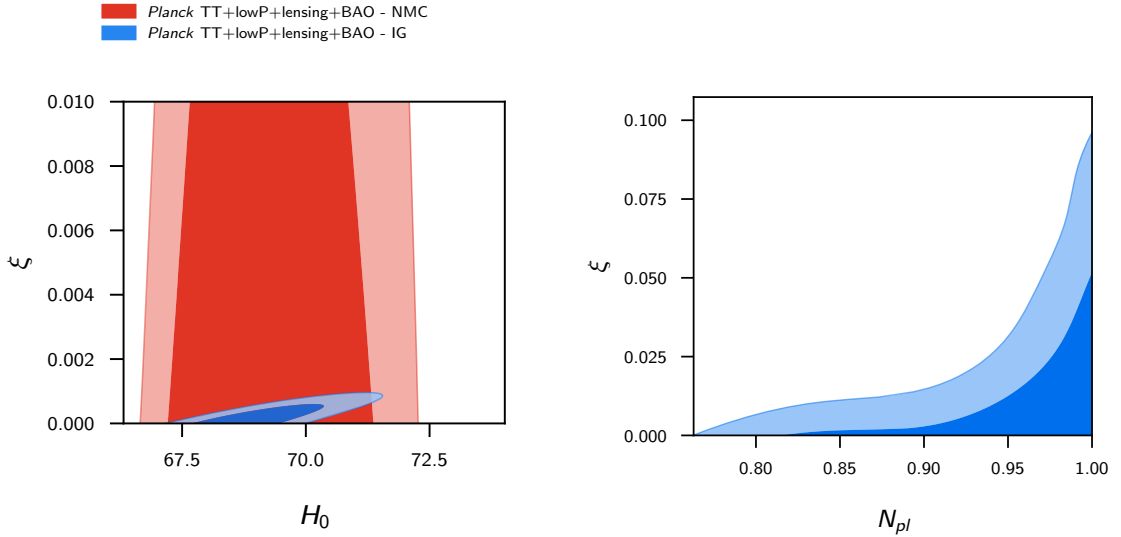 Planck TT+lowP+lensing+BAO - NMC
Planck TT+lowP+lensing+BAO - IG
0.010
0.008
0.006
0.004
0.002
0.000
ξ
67.5 70.0 72.5
H0
0.100
0.075
0.050
0.025
0.000
ξ
0.80 0.85 0.90 0.95 1.00
Npl